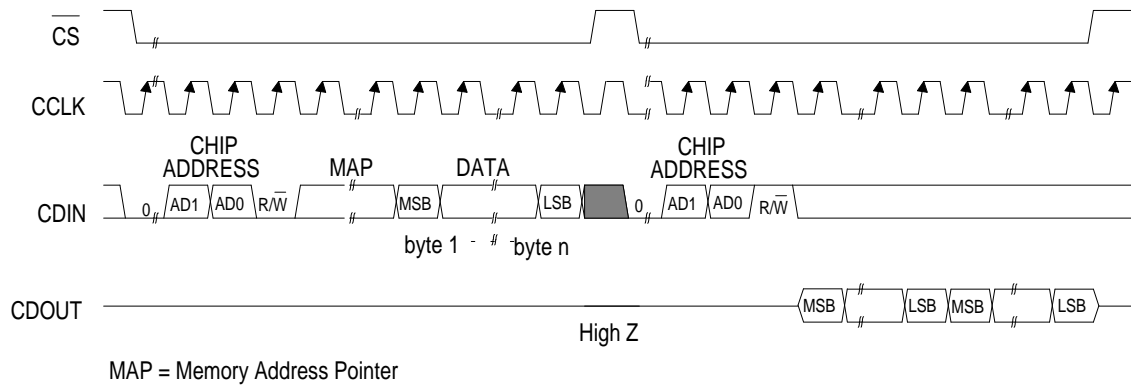 CS
CCLK
CHIP
ADDRESS
MAP
DATA
CHIP
ADDRESS
CDIN
0
AD1
AD0
R/W
MSB
LSB
0
AD1
AD0
R/W
byte 1
byte n
CDOUT
MSB
LSB
MSB
LSB
High Z
MAP = Memory Address Pointer